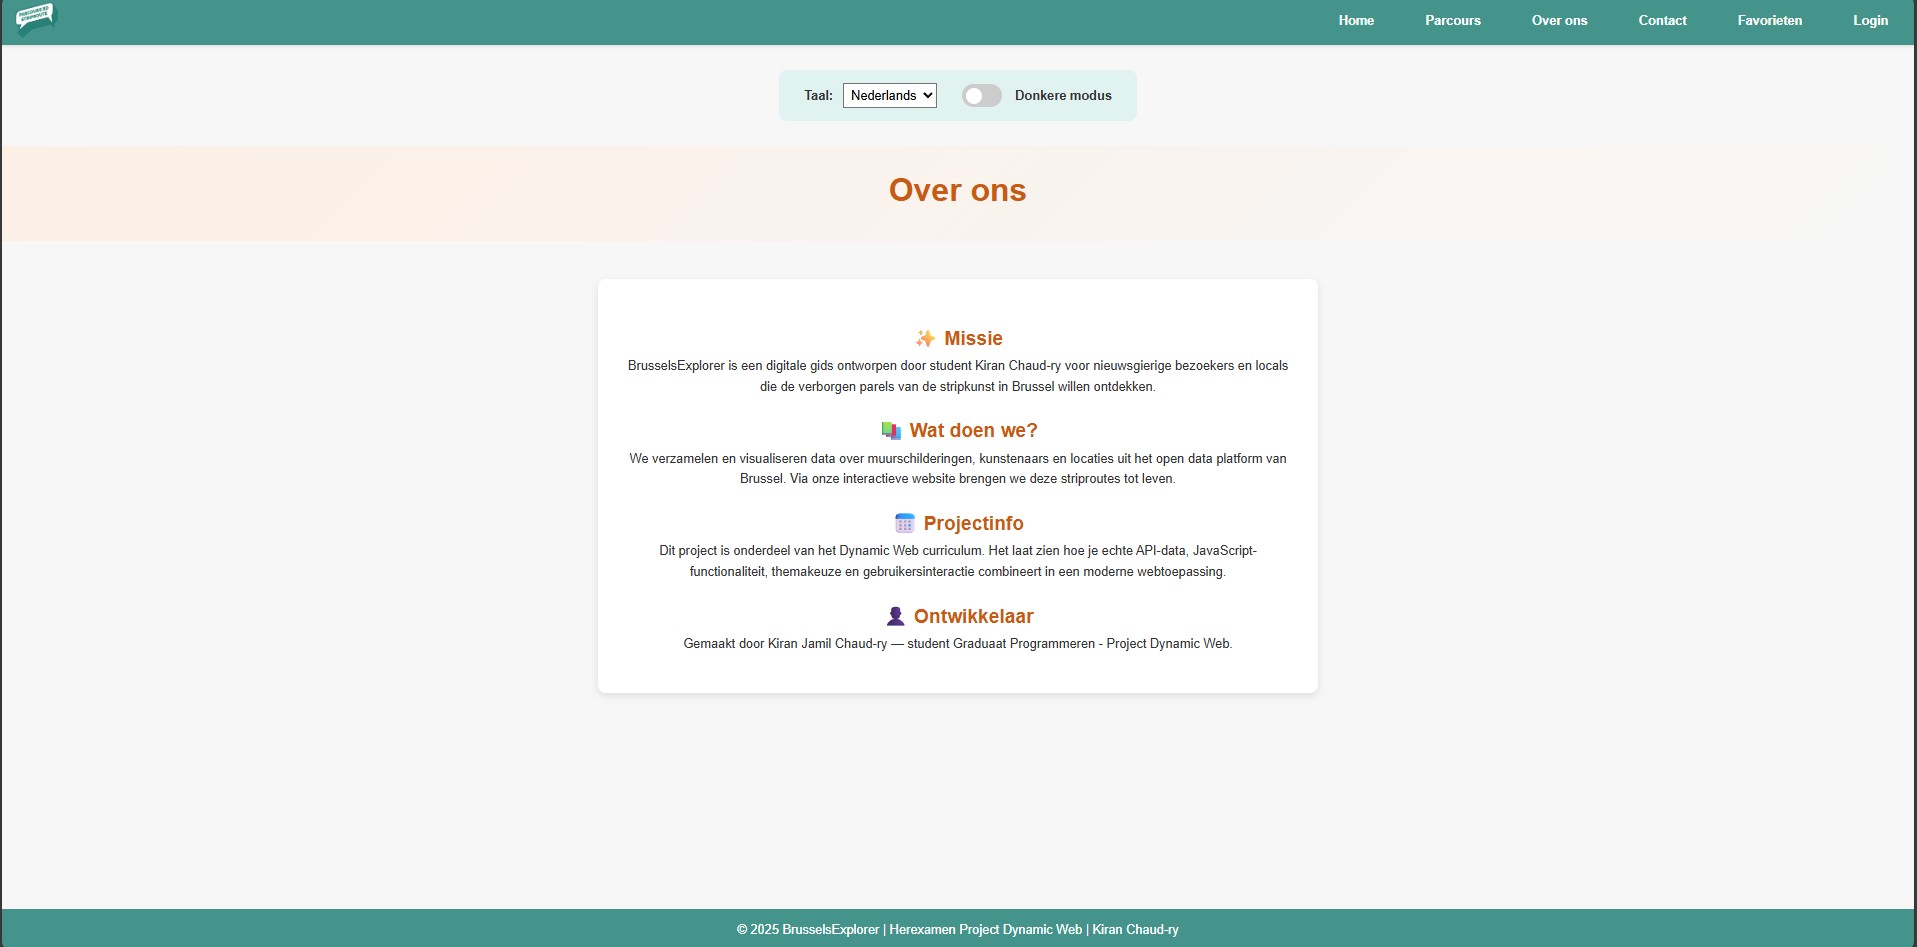 PARCOURS BD
STRIPROUTE
Home Parcours Over ons Contact Favorieten Login
Taal: Nederlands Donkere modus
Over ons
Missie
BrusselsExplorer is een digitale gids ontworpen door student Kiran Chaud-ry voor nieuwsgierige bezoekers en locals
die de verborgen parels van de stripkunst in Brussel willen ontdekken.
Wat doen we?
We verzamelen en visualiseren data over muurschilderingen, kunstenaars en locaties uit het open data platform van
Brussel. Via onze interactieve website brengen we deze striproutes tot leven.
Projectinfo
Dit project is onderdeel van het Dynamic Web curriculum. Het laat zien hoe je echte API-data, JavaScript-
functionaliteit, themakeuze en gebruikersinteractie combineert in een moderne webtoepassing.
Ontwikkelaar
Gemaakt door Kiran Jamil Chaud-ry — student Graduaat Programmeren - Project Dynamic Web.
© 2025 BrusselsExplorer | Herexamen Project Dynamic Web | Kiran Chaud-ry